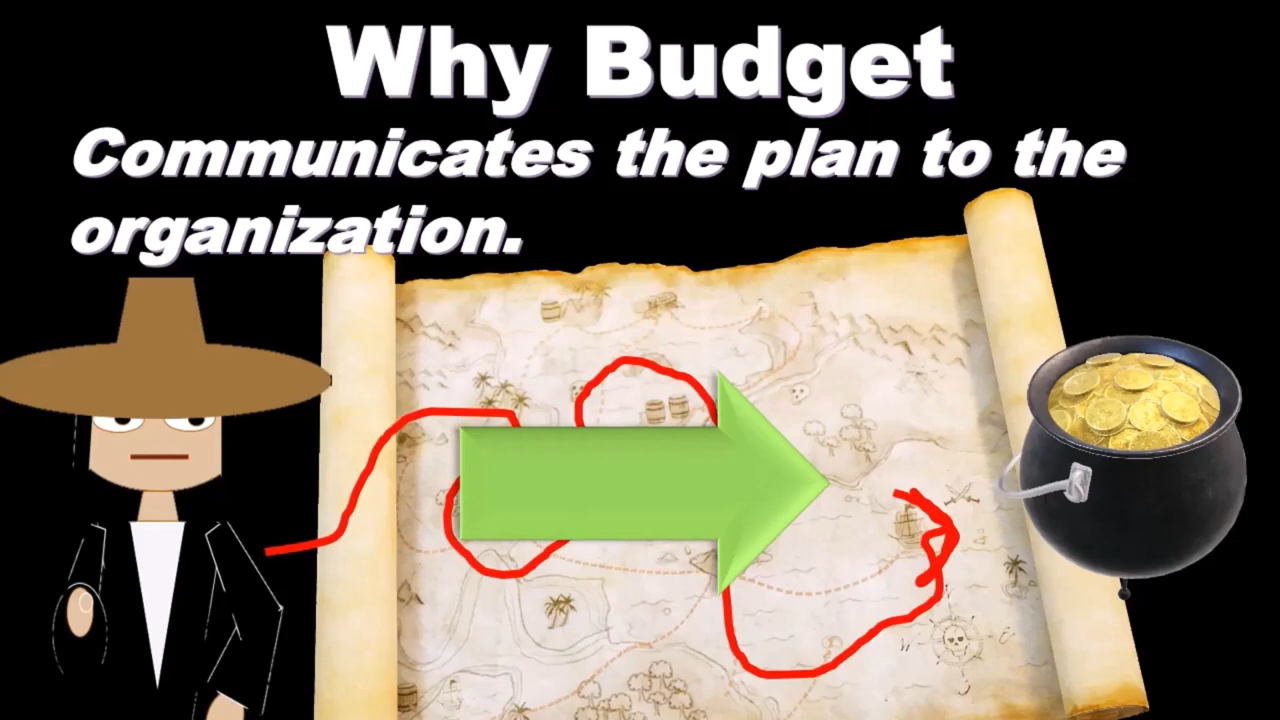 Why Budget
Communicates the plan to the
organization.